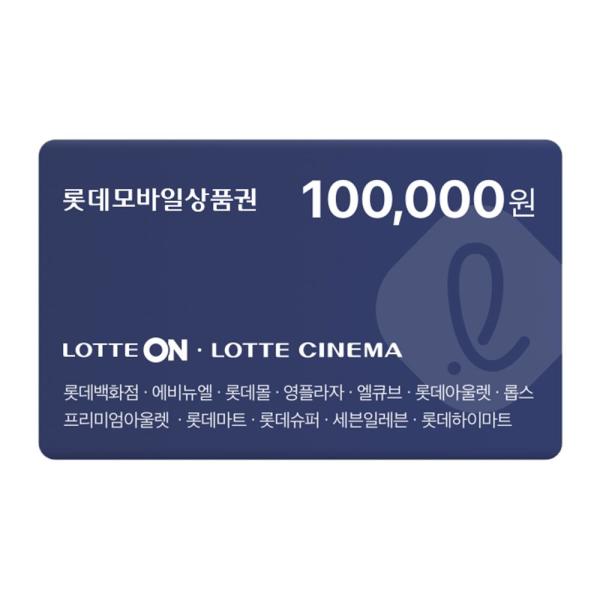 롯데모바일상품권 100,000원
LOTTE ON · LOTTE CINEMA
롯데백화점 · 에비뉴엘 · 롯데몰 · 영플라자 · 엘큐브 · 롯데아울렛 · 롭스
프리미엄아울렛 · 롯데마트 · 롯데슈퍼 · 세븐일레븐 · 롯데하이마트